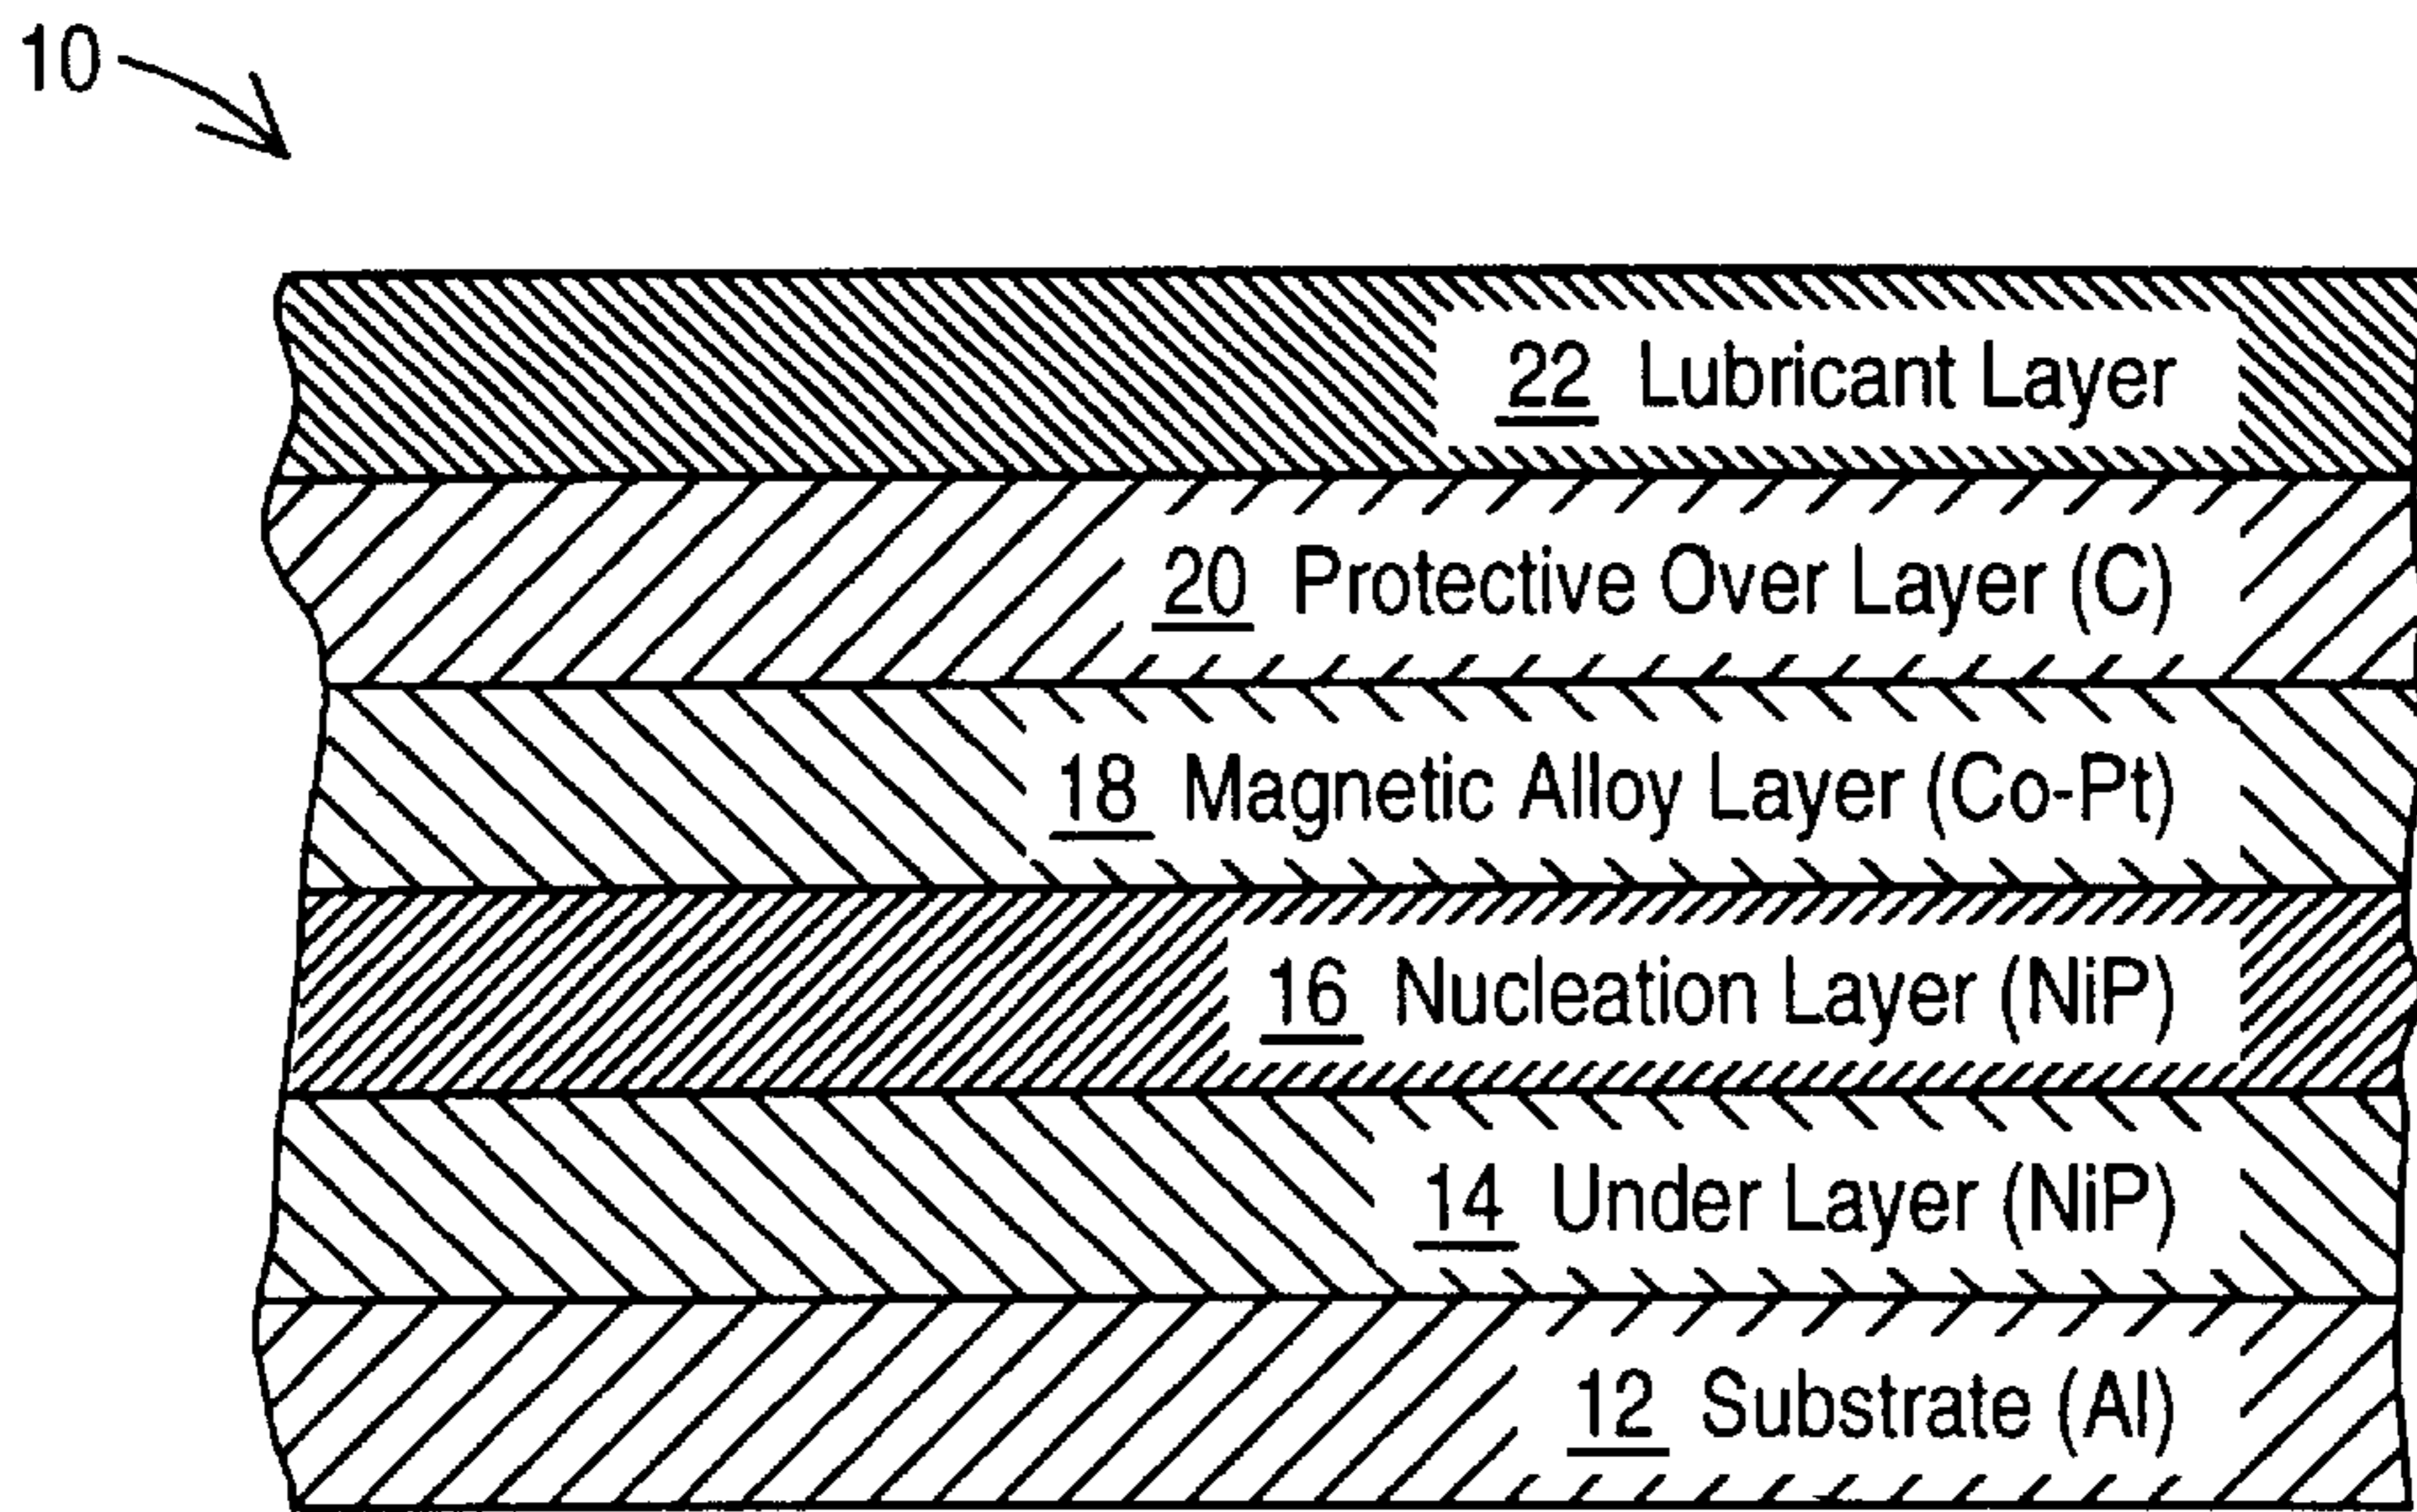 10
22 Lubricant Layer
20 Protective Over Layer (C)
18 Magnetic Alloy Layer (Co-Pt)
16 Nucleation Layer (NiP)
14 Under Layer (NiP)
12 Substrate (Al)